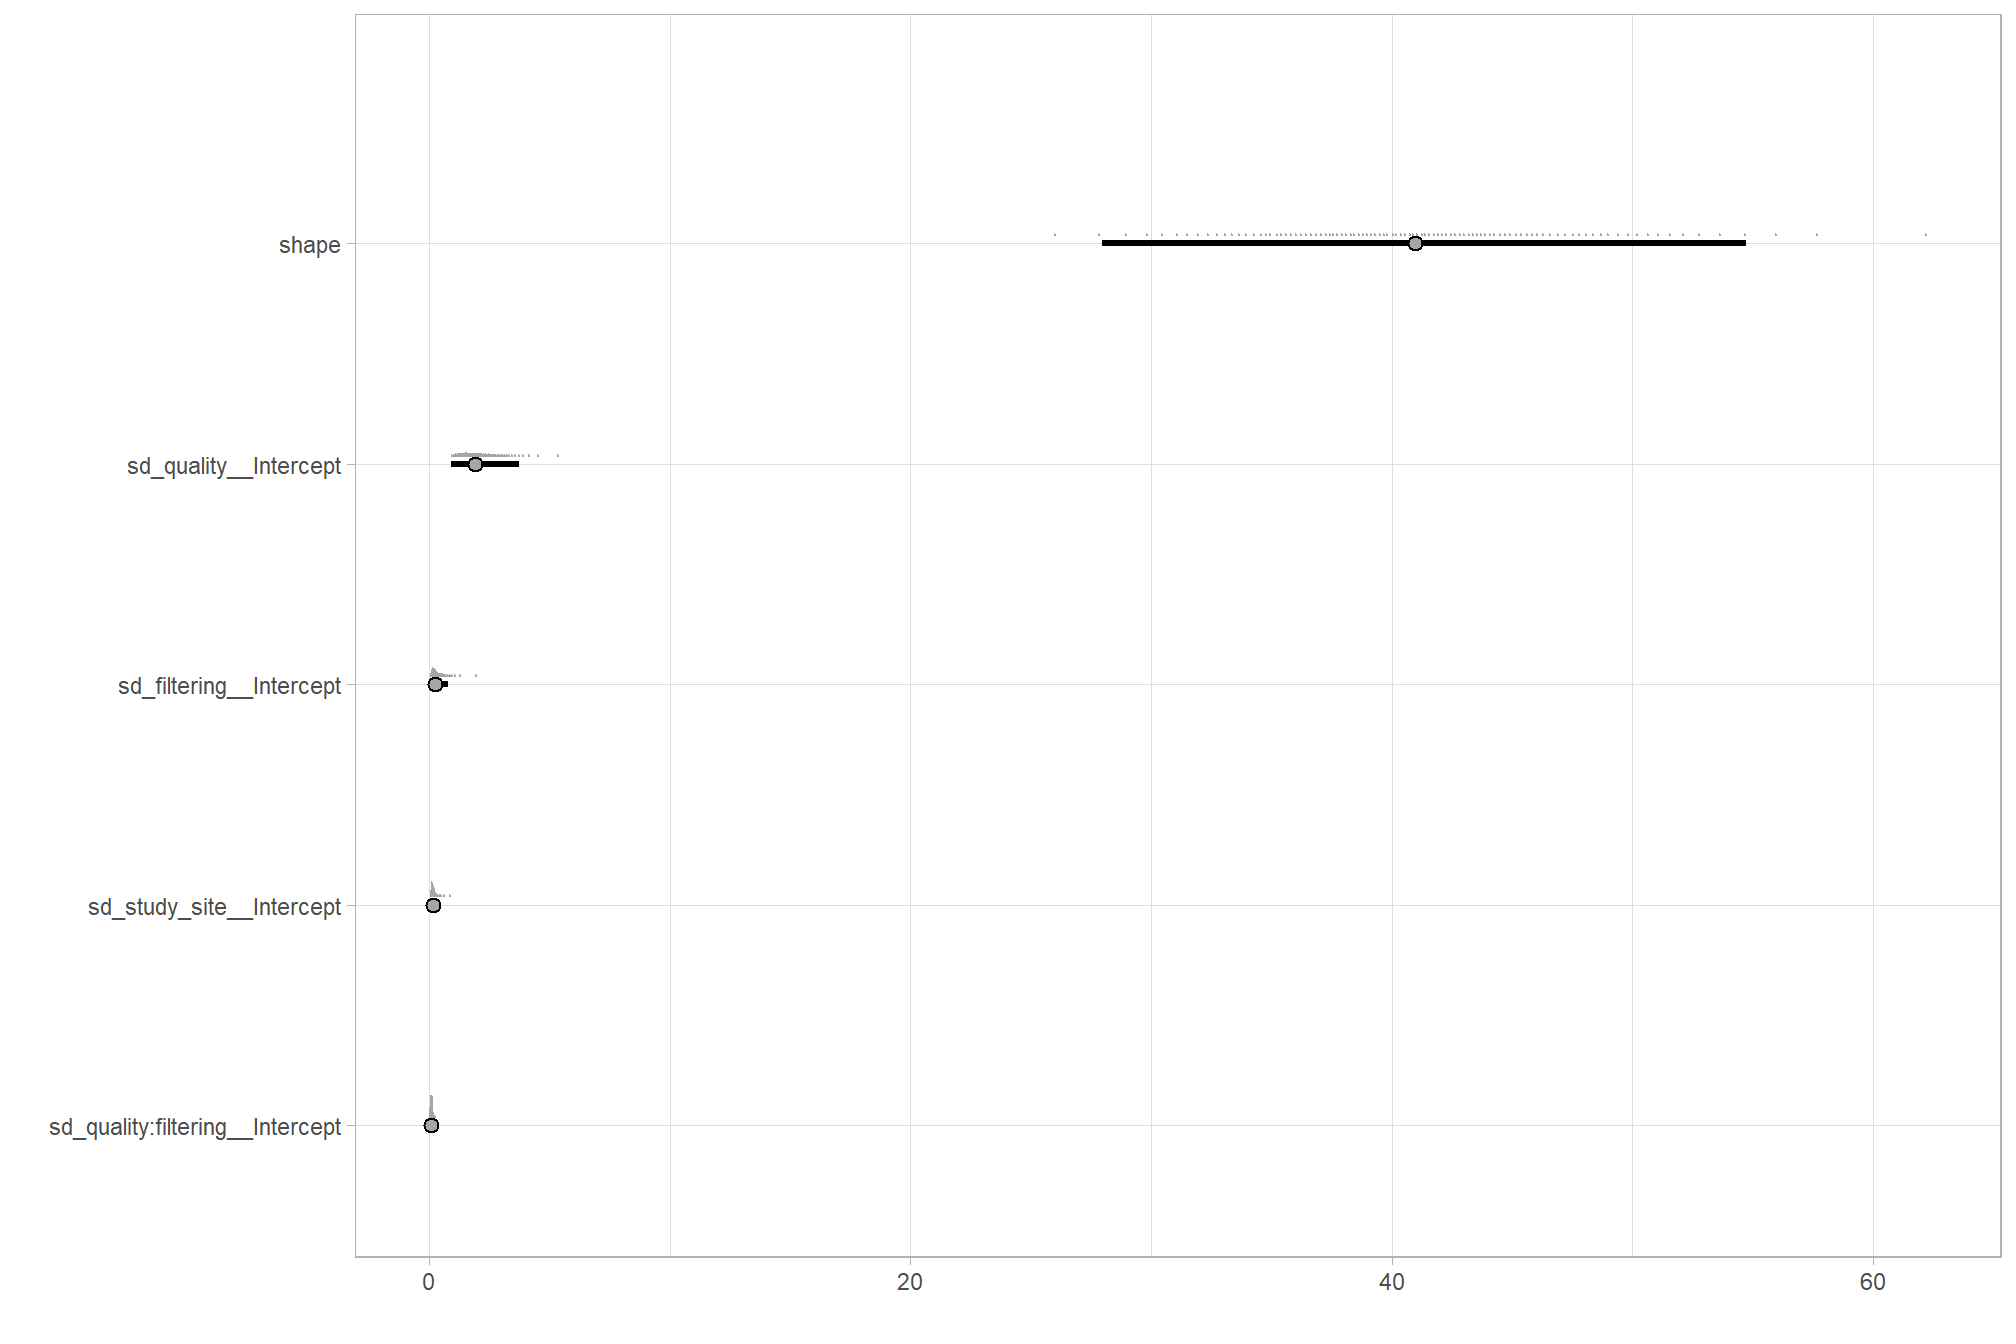 shape
sd_quality__Intercept
sd_filtering__Intercept
sd_study_site__Intercept
sd_quality:filtering__Intercept
0 20 40 60